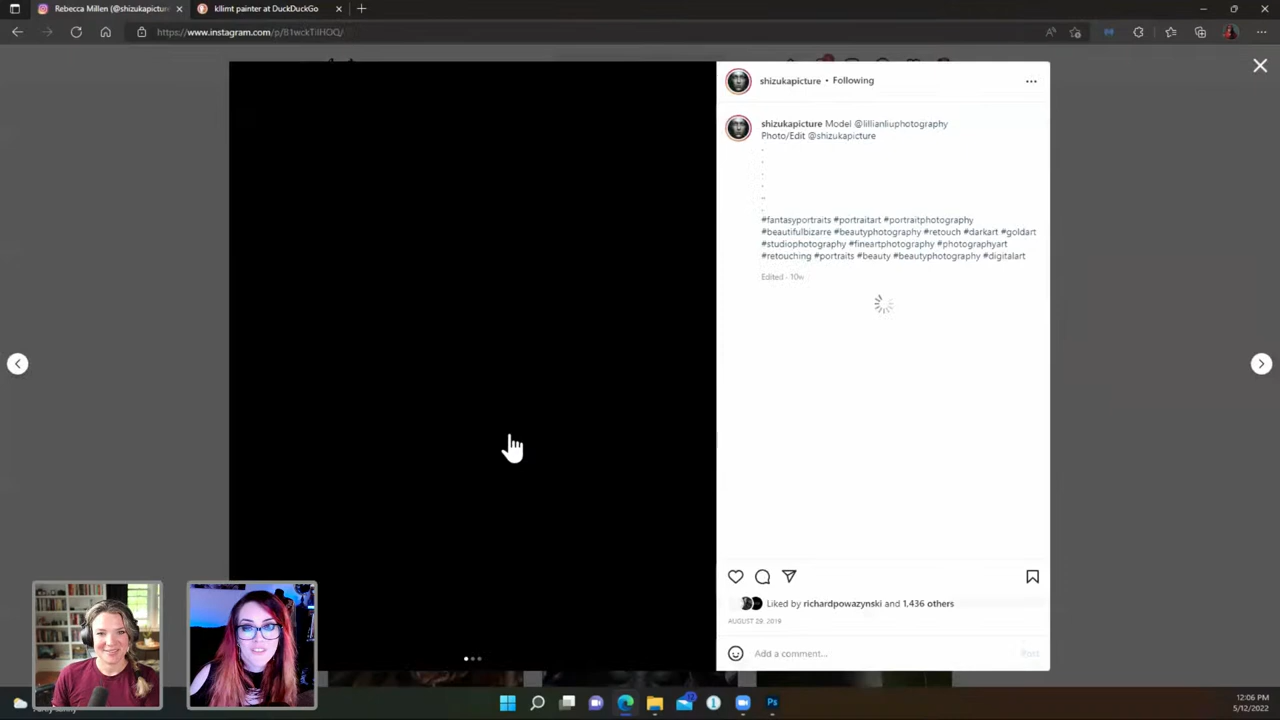 Rebecca Millen (@shizukapictur
kllimt painter at DuckDuckGo
https://www.instagram.com/p/B1wckTilHOQ/
shizukapicture • Following
shizukapicture Model @lillianliuphotography
Photo/Edit @shizukapicture
.
.
.
.
..
.
#fantasyportraits #portraitart #portraitphotography
#beautifulbizarre #beautyphotography #retouch #darkart #goldart
#studiophotography #fineartphotography #photographyart
#retouching #portraits #beauty #beautyphotography #digitalart
Edited · 10w
Liked by richardpowazynski and 1,436 others
AUGUST 29, 2019
Add a comment...
Post
12:06 PM
5/12/2022